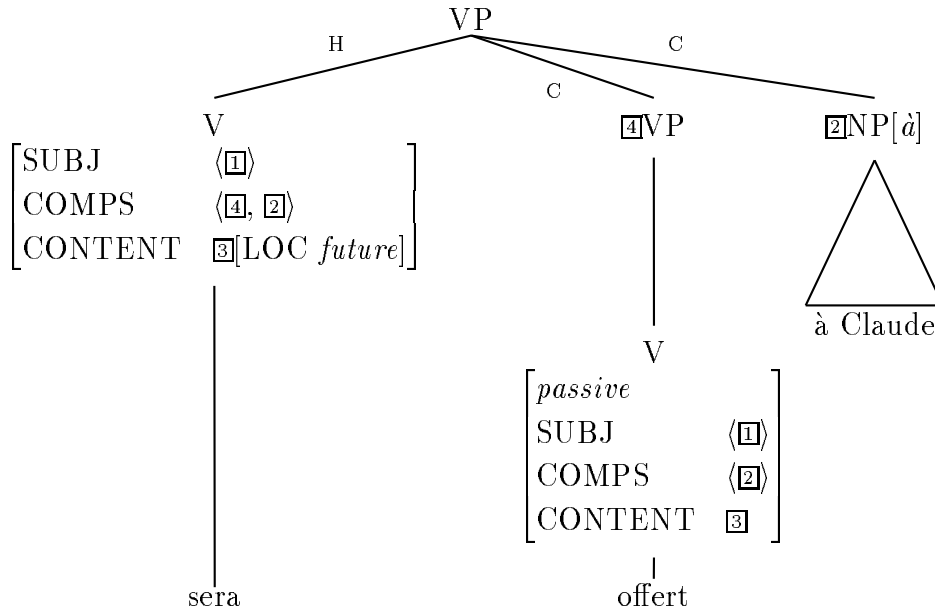 VP
H C C
V 4VP 2NP[à]
SUBJ ⟨1⟩
COMPS ⟨4, 2⟩
CONTENT 3[LOC future]
à Claude
V
passive
SUBJ ⟨1⟩
COMPS ⟨2⟩
CONTENT 3
sera offert